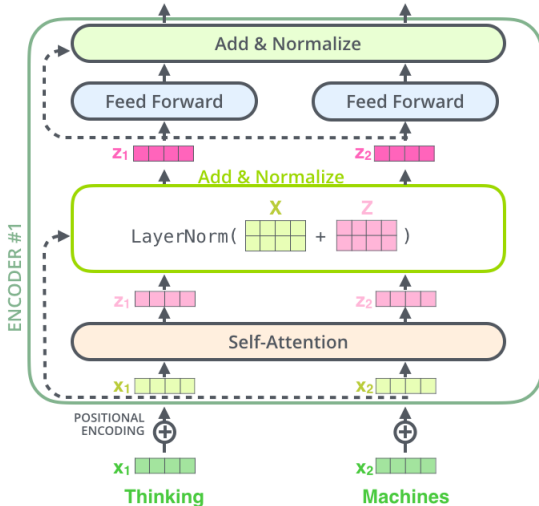 Add & Normalize
Feed Forward Feed Forward
z1 z2
Add & Normalize
X Z
LayerNorm( + )
ENCODER #1
z1 z2
Self-Attention
x1 x2
POSITIONAL
ENCODING
x1 x2
Thinking Machines